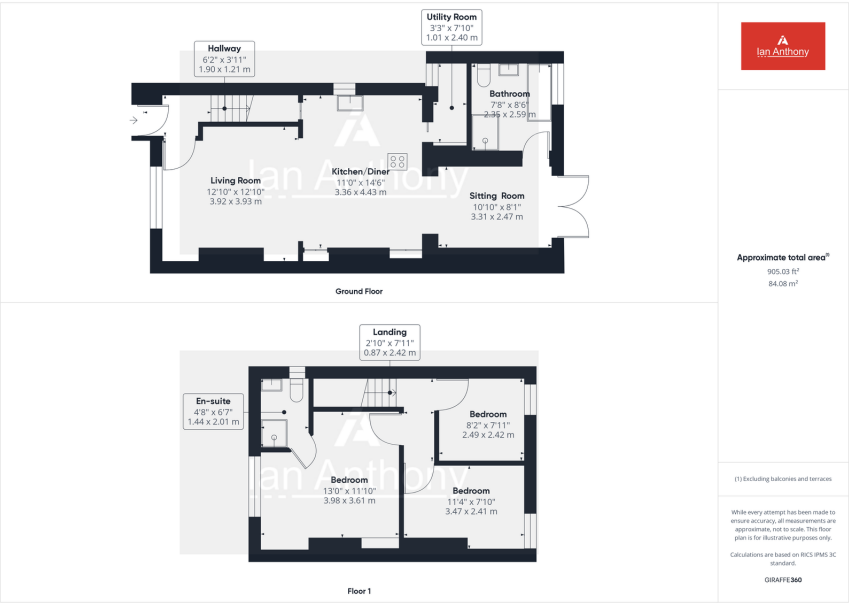 Utility Room
3'3" x 7'10"
1.01 x 2.40 m
Hallway
6'2" x 3'11"
1.90 x 1.21 m
Bathroom
7'8" x 8'6"
2.35 x 2.59 m
Living Room
12'10" x 12'10"
3.92 x 3.93 m
Kitchen/Diner
11'0" x 14'6"
3.36 x 4.43 m
Sitting Room
10'10" x 8'1"
3.31 x 2.47 m
Ian Anthony
Ground Floor
Landing
2'10" x 7'11"
0.87 x 2.42 m
En-suite
4'8" x 6'7"
1.44 x 2.01 m
Bedroom
8'2" x 7'11"
2.49 x 2.42 m
Bedroom
13'0" x 11'10"
3.98 x 3.61 m
Bedroom
11'4" x 7'10"
3.47 x 2.41 m
Ian Anthony
Floor 1
Ian Anthony
Approximate total area(1)
905.03 ft²
84.08 m²
(1) Excluding balconies and terraces
While every attempt has been made to
ensure accuracy, all measurements are
approximate, not to scale. This floor
plan is for illustrative purposes only.
Calculations are based on RICS IPMS 3C
standard.
GIRAFFE360